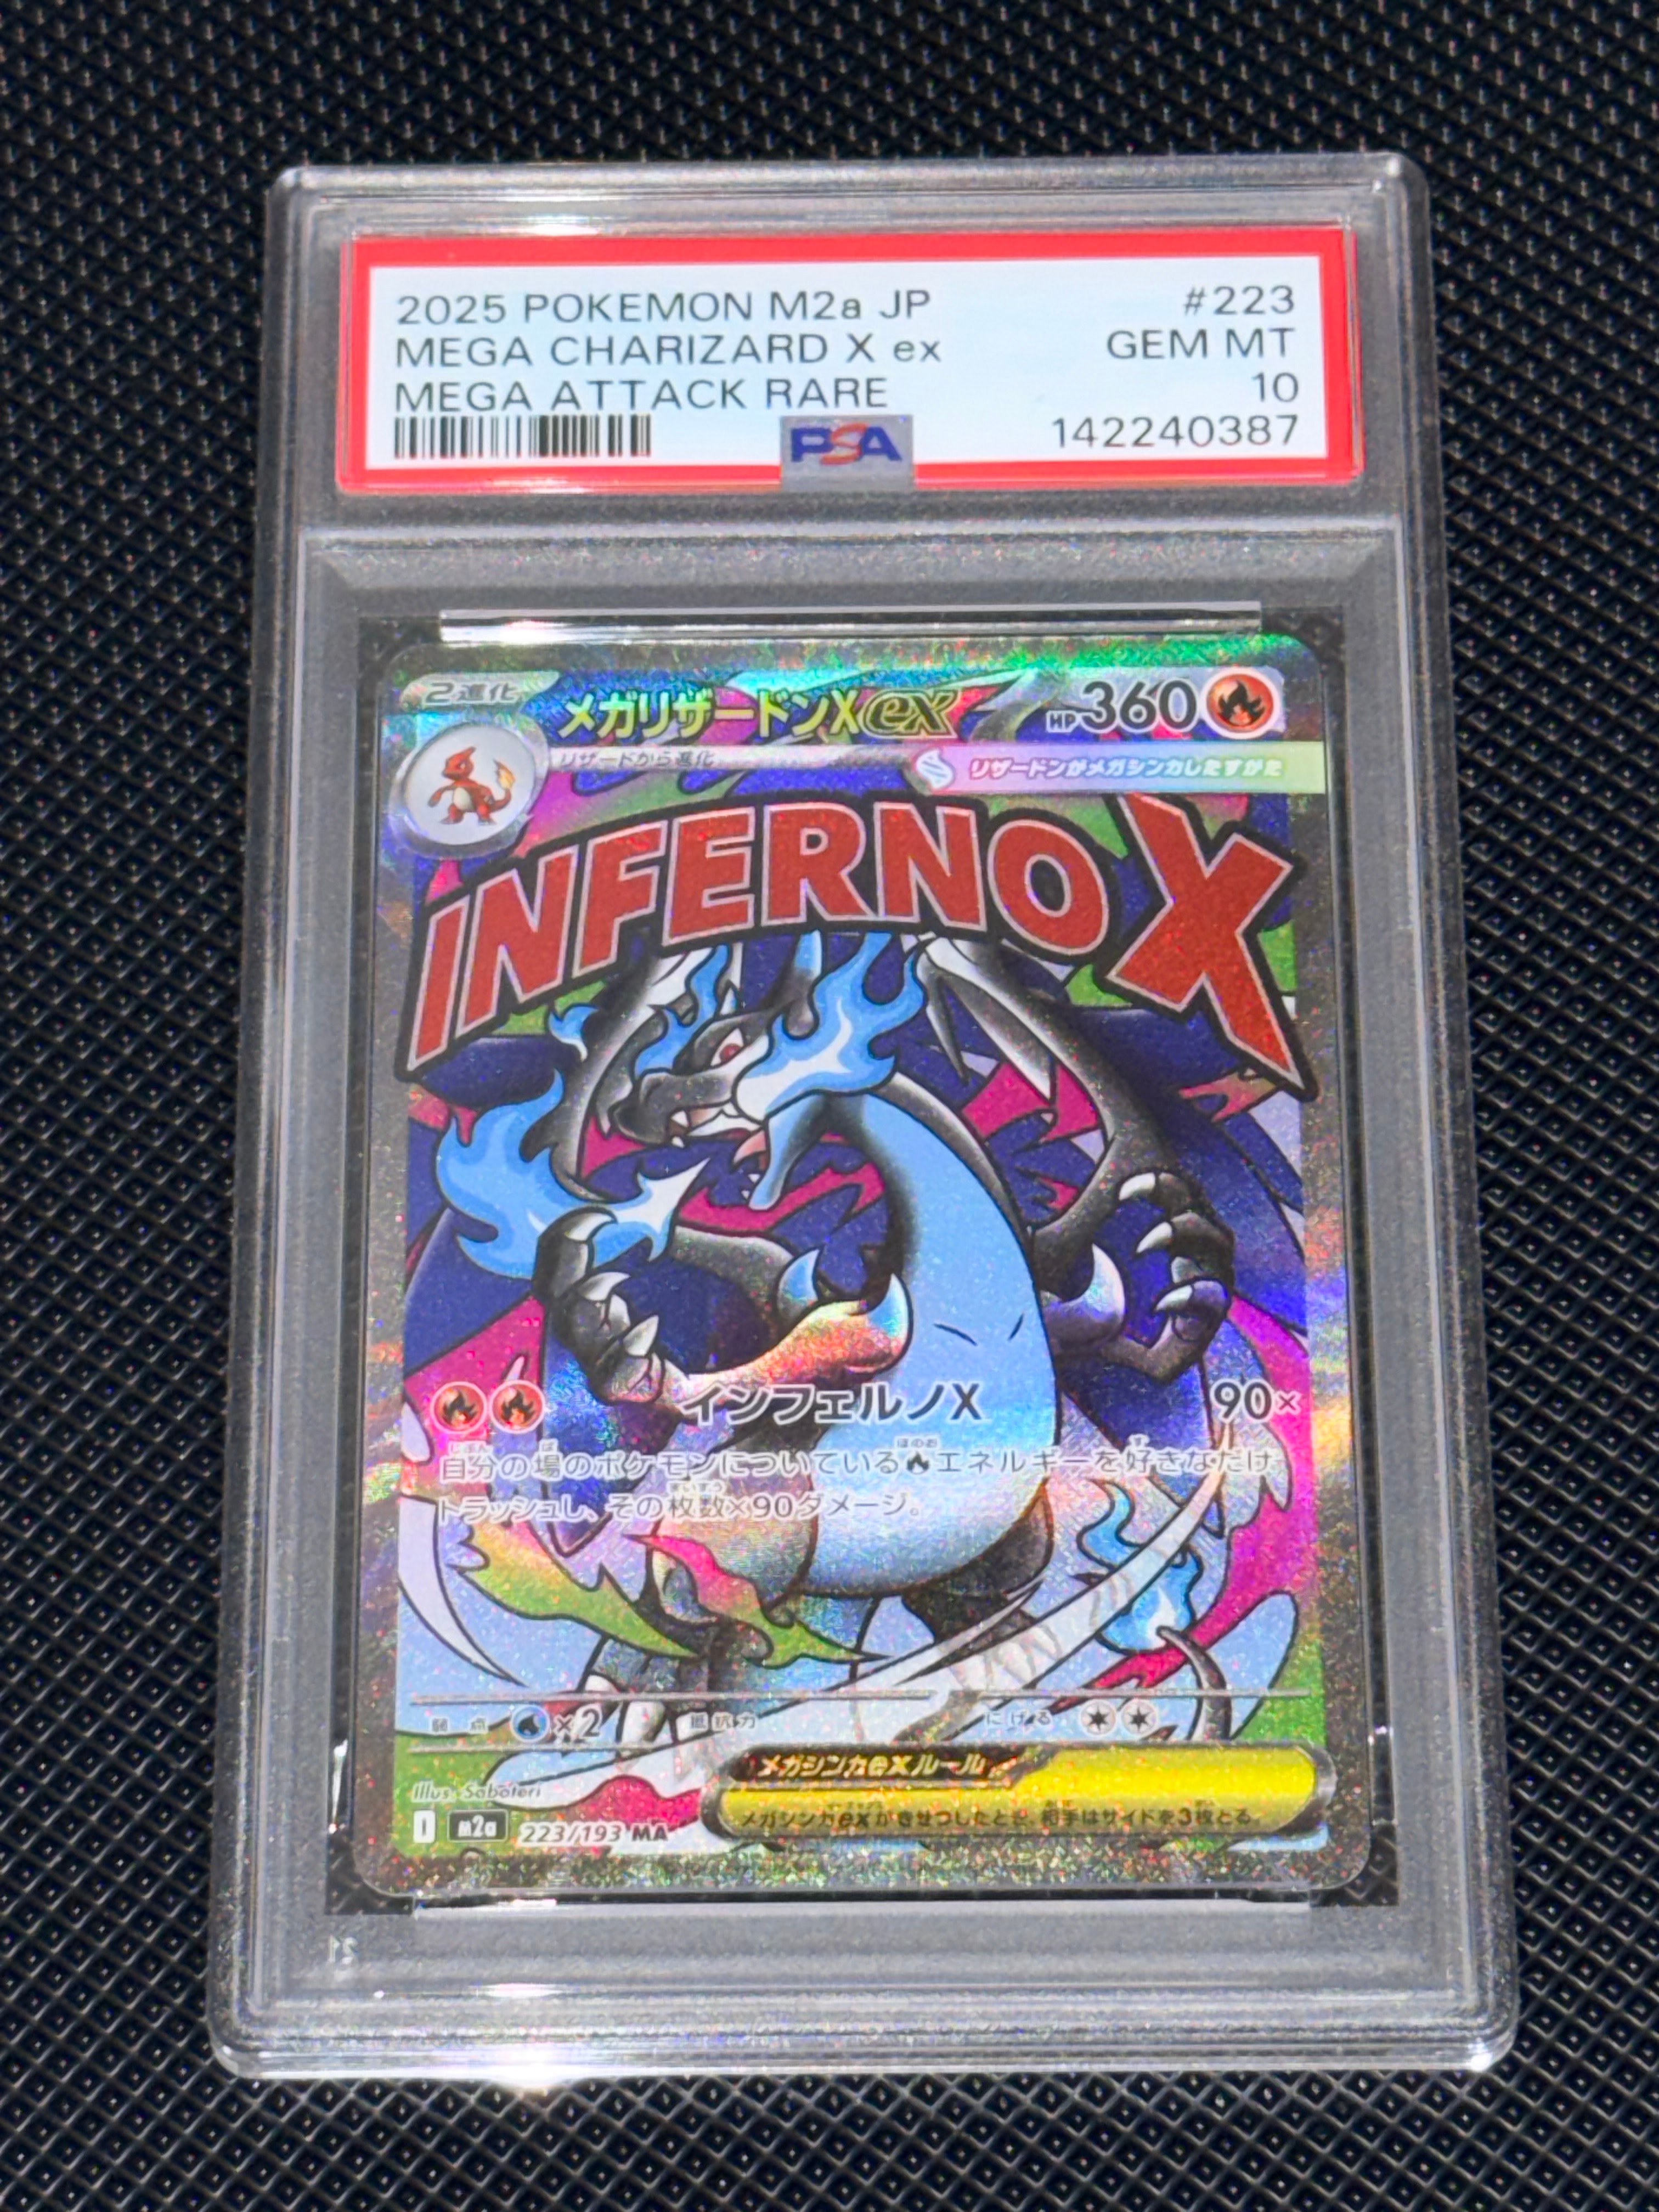 2025 POKEMON M2a JP #223
MEGA CHARIZARD X ex GEM MT
MEGA ATTACK RARE 10
PSA 142240387
2進化 メガリザードンXex HP360
リザードから進化 リザードンがメガシンカしたすがた
INFERNO X
インフェルノX 90×
自分の場のポケモンについているエネルギーを好きなだけ
トラッシュし、その枚数×90ダメージ。
弱点 ×2 抵抗力 にげる
メガシンカexルール
Illus. Saboteri
メガシンカexがきぜつしたとき、相手はサイドを3枚とる。
I m2a 223/193 MA